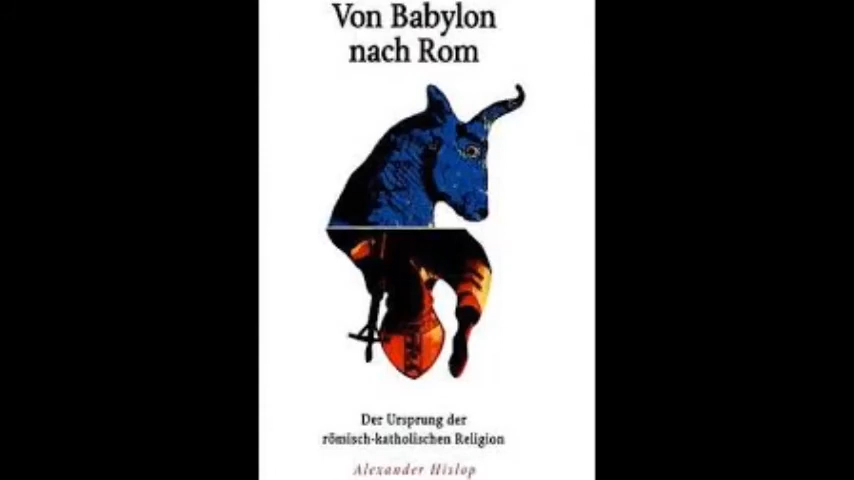 Von Babylon
nach Rom
Der Ursprung der
römisch-katholischen Religion
Alexander Hislop